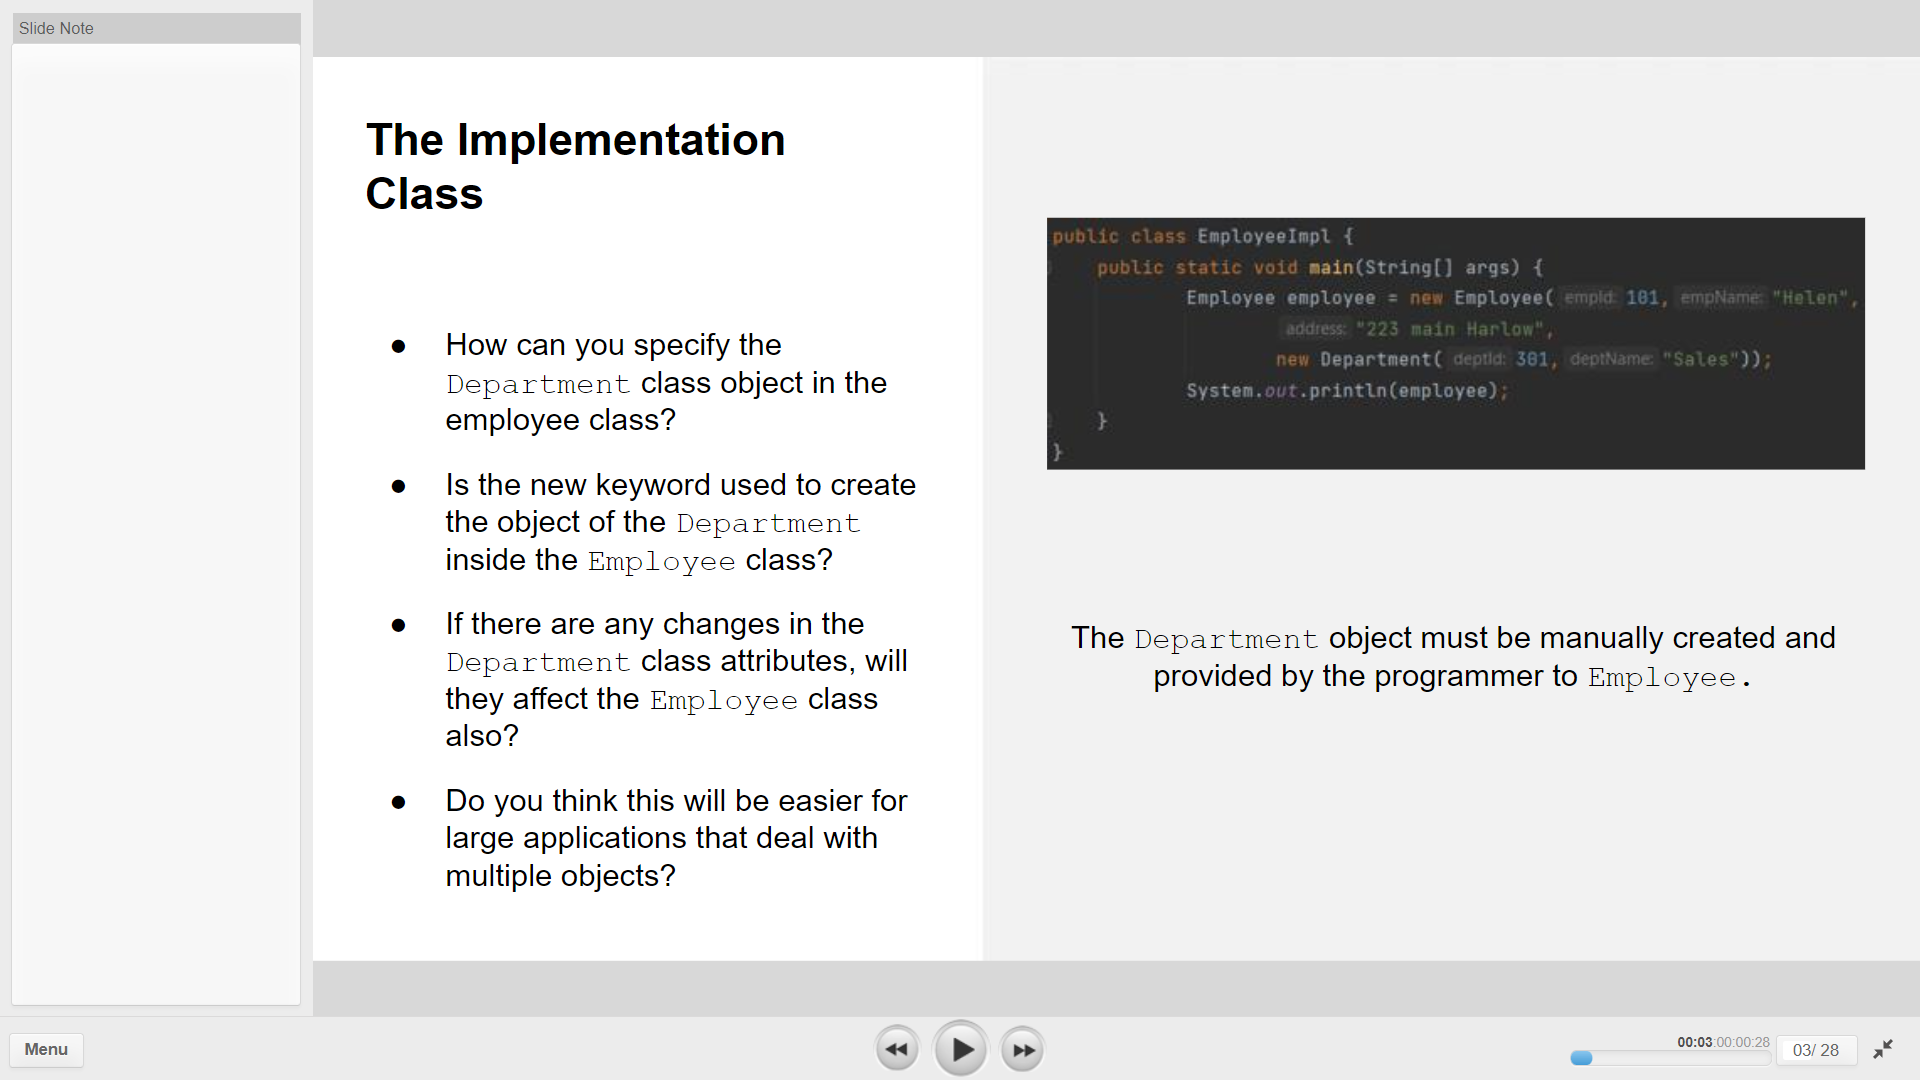 Slide Note
The Implementation
Class
● How can you specify the
Department class object in the
employee class?
● Is the new keyword used to create
the object of the Department
inside the Employee class?
● If there are any changes in the
Department class attributes, will
they affect the Employee class
also?
● Do you think this will be easier for
large applications that deal with
multiple objects?
public class EmployeeImpl {
public static void main(String[] args) {
Employee employee = new Employee( empId: 101, empName: "Helen",
address: "223 main Harlow",
new Department( deptId: 301, deptName: "Sales"));
System.out.println(employee);
}
}
The Department object must be manually created and
provided by the programmer to Employee.
Menu
00:03:00:00:28
03/ 28